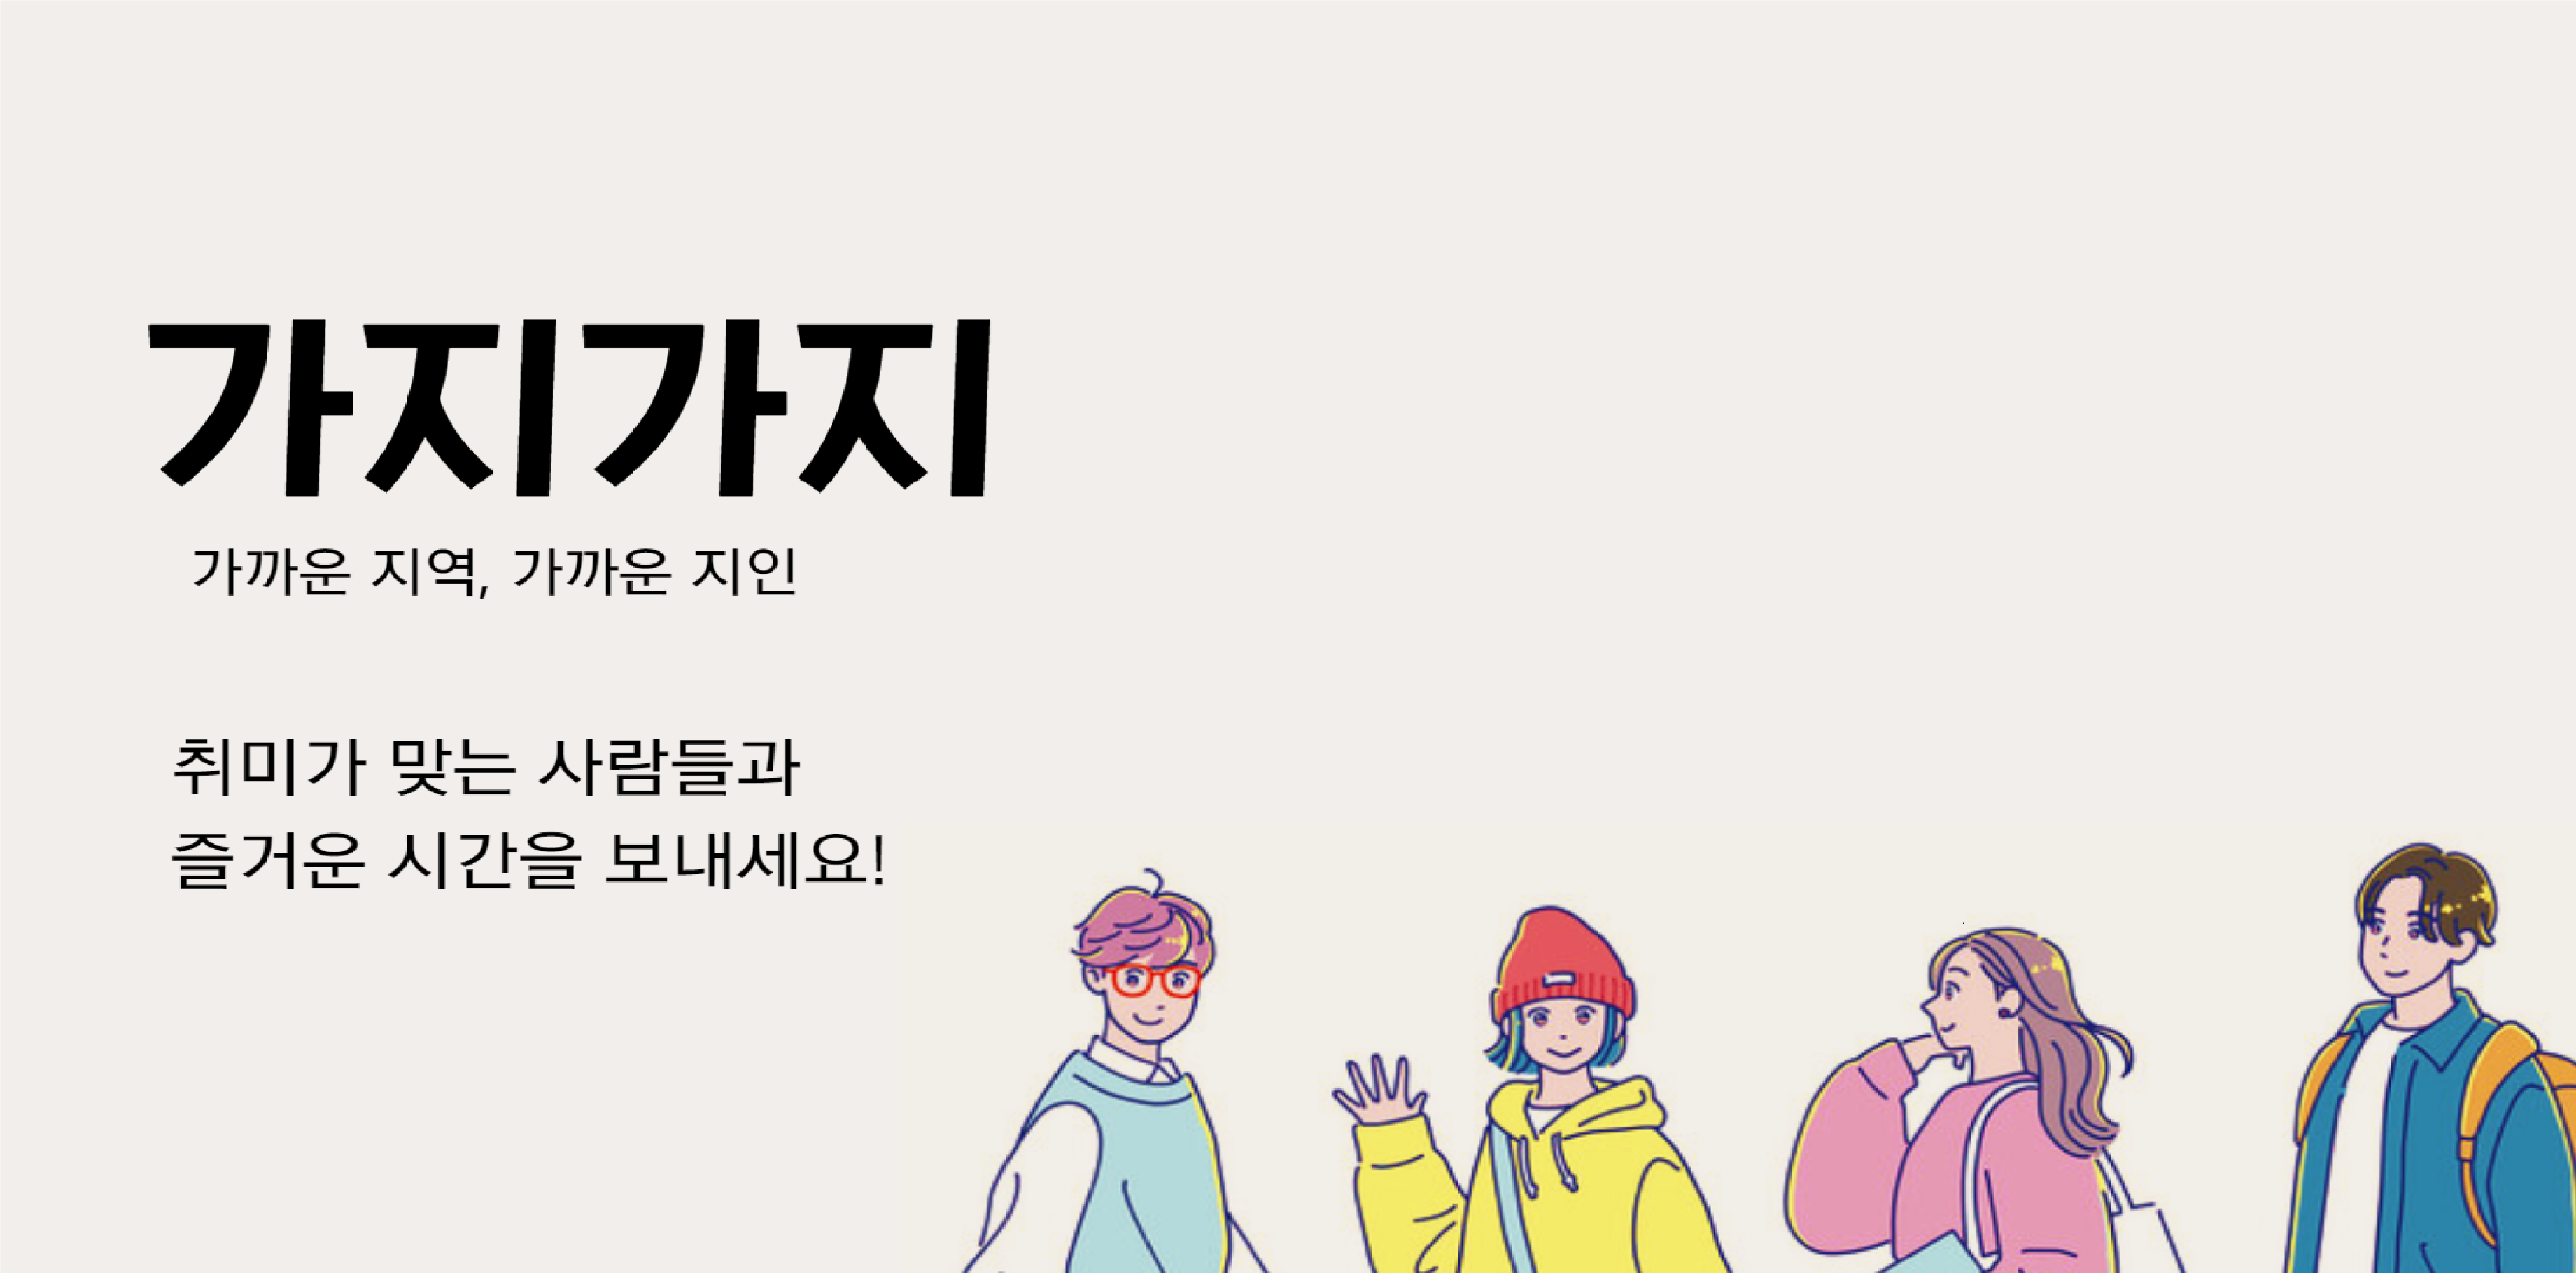 가지가지
가까운 지역, 가까운 지인
취미가 맞는 사람들과
즐거운 시간을 보내세요!